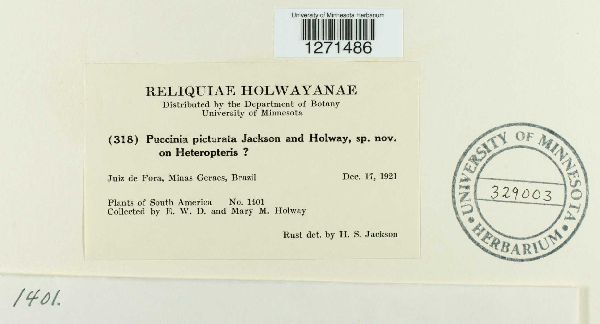 University of Minnesota Herbarium
1271486
RELIQUIAE HOLWAYANAE
Distributed by the Department of Botany
University of Minnesota
(318) Puccinia picturata Jackson and Holway, sp. nov.
on Heteropteris ?
Juiz de Fora, Minas Geraes, Brazil Dec. 17, 1921
Plants of South America No. 1401
Collected by E. W. D. and Mary M. Holway
Rust det. by H. S. Jackson
UNIVERSITY OF MINNESOTA
329003
HERBARIUM
1401.